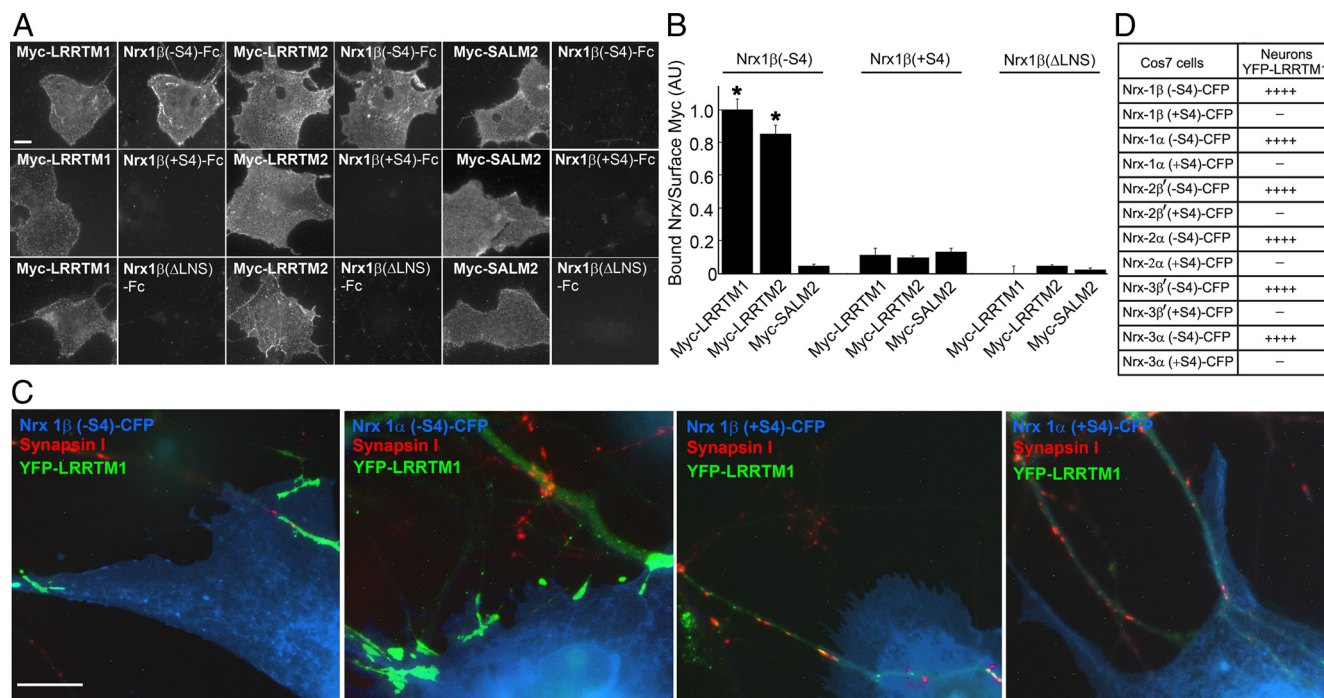 A
Myc-LRRTM1 Nrx1β(-S4)-Fc Myc-LRRTM2 Nrx1β(-S4)-Fc Myc-SALM2 Nrx1β(-S4)-Fc
Myc-LRRTM1 Nrx1β(+S4)-Fc Myc-LRRTM2 Nrx1β(+S4)-Fc Myc-SALM2 Nrx1β(+S4)-Fc
Myc-LRRTM1 Nrx1β(ΔLNS) Myc-LRRTM2 Nrx1β(ΔLNS) Myc-SALM2 Nrx1β(ΔLNS)
-Fc -Fc -Fc
B
Nrx1β(-S4) Nrx1β(+S4) Nrx1β(ΔLNS)
Bound Nrx/Surface Myc (AU)
1.0
0.8
0.6
0.4
0.2
0
* *
Myc-LRRTM1 Myc-LRRTM2 Myc-SALM2 Myc-LRRTM1 Myc-LRRTM2 Myc-SALM2 Myc-LRRTM1 Myc-LRRTM2 Myc-SALM2
D
Cos7 cells Neurons
YFP-LRRTM1
Nrx-1β (-S4)-CFP ++++
Nrx-1β (+S4)-CFP –
Nrx-1α (-S4)-CFP ++++
Nrx-1α (+S4)-CFP –
Nrx-2β'(-S4)-CFP ++++
Nrx-2β'(+S4)-CFP –
Nrx-2α (-S4)-CFP ++++
Nrx-2α (+S4)-CFP –
Nrx-3β'(-S4)-CFP ++++
Nrx-3β'(+S4)-CFP –
Nrx-3α (-S4)-CFP ++++
Nrx-3α (+S4)-CFP –
C
Nrx 1β (-S4)-CFP
Synapsin I
YFP-LRRTM1
Nrx 1α (-S4)-CFP
Synapsin I
YFP-LRRTM1
Nrx 1β (+S4)-CFP
Synapsin I
YFP-LRRTM1
Nrx 1α (+S4)-CFP
Synapsin I
YFP-LRRTM1